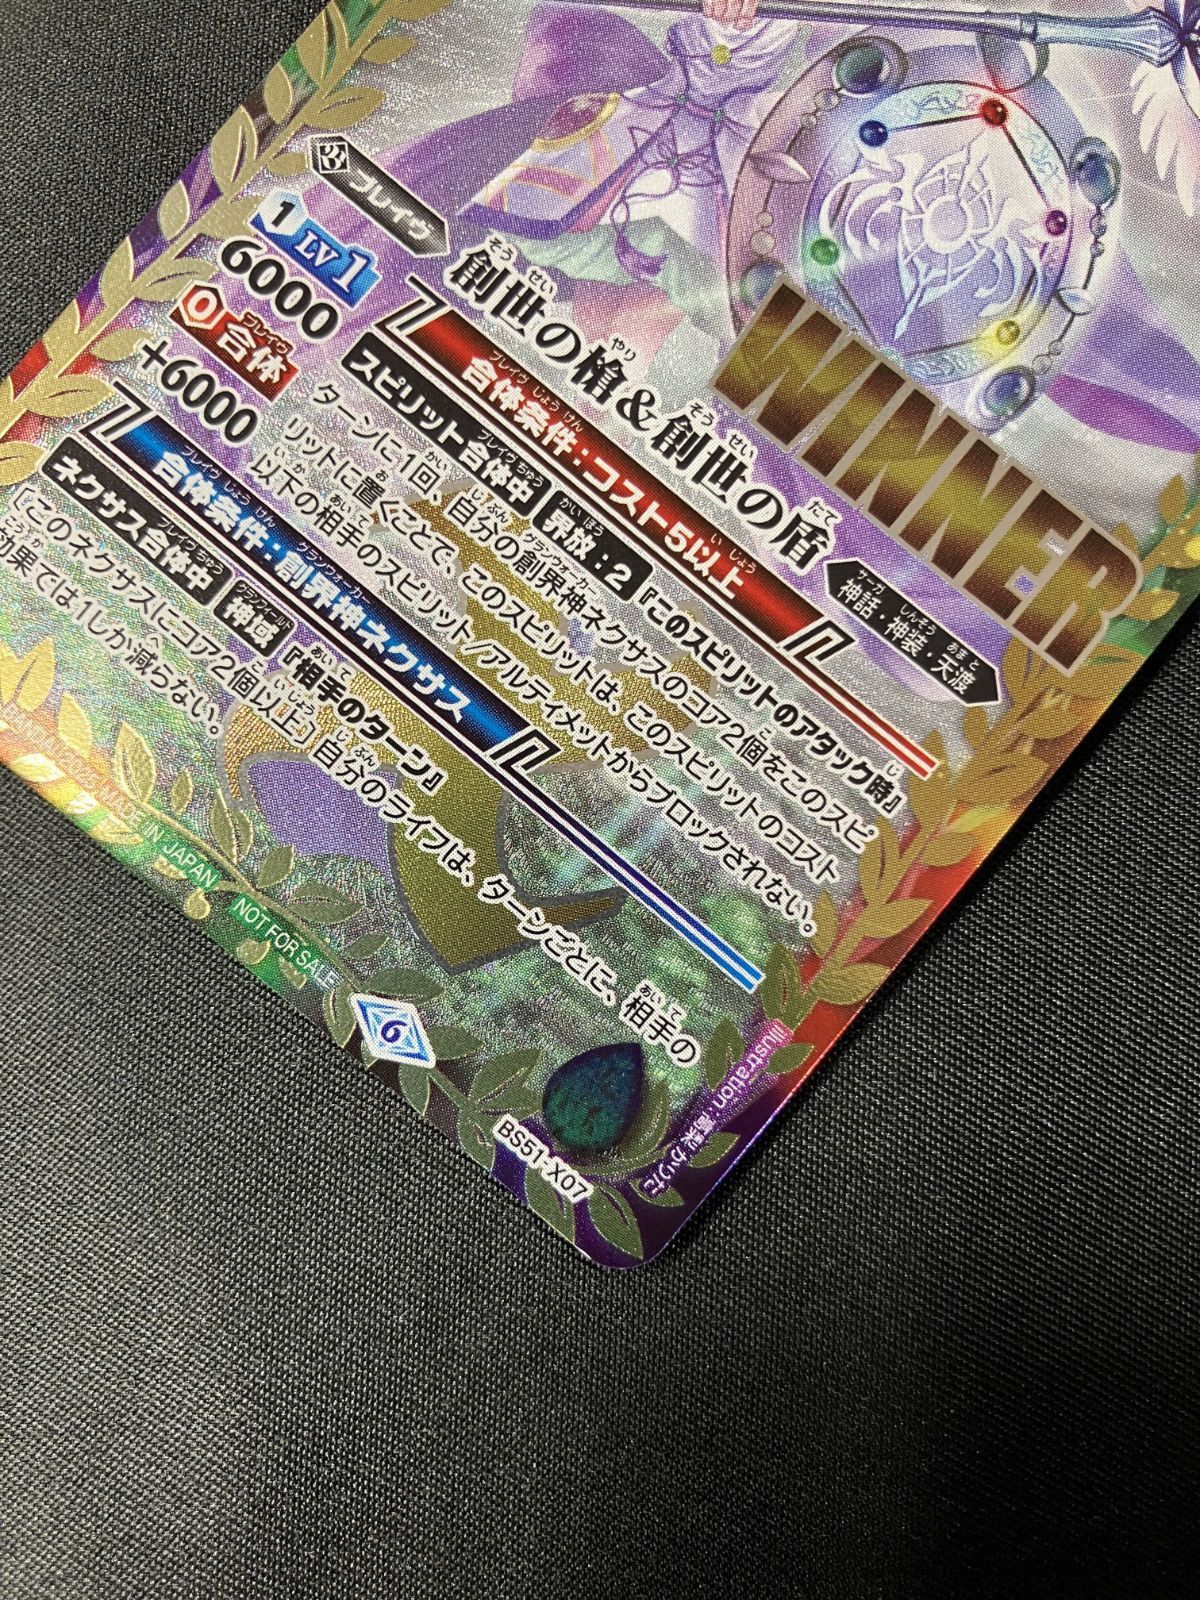 WINNER
ブレイヴ
創世の槍&創世の盾
神話・神装・天渡
1 LV1
6000
0 合体
+6000
合体条件：コスト5以上
スピリット合体中 界放：2 『このスピリットのアタック時』
ターンに1回、自分の創界神ネクサスのコア2個をこのスピ
リットに置くことで、このスピリットは、このスピリットのコスト
以下の相手のスピリット/アルティメットからブロックされない。
合体条件：創界神ネクサス
ネクサス合体中 神域 『相手のターン』
『このネクサスにコア2個以上』自分のライフは、ターンごとに、相手の
効果では1しか減らない。
MADE IN JAPAN
NOT FOR SALE
6
BS51-X07
Illustration：高梨かりた